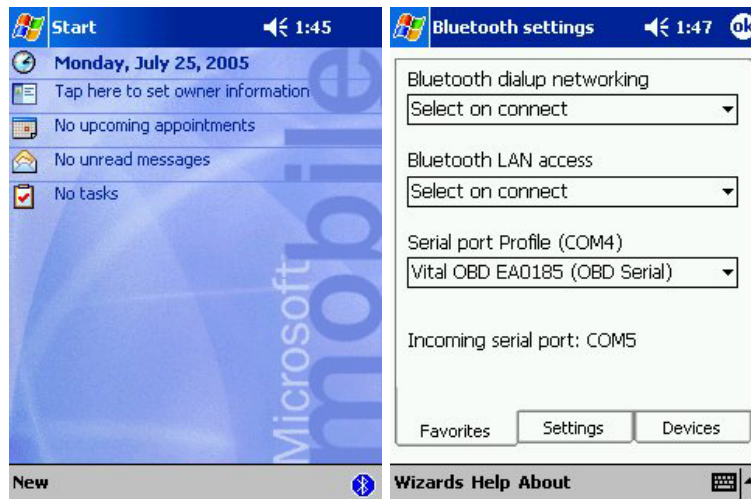 Start 1:45
Monday, July 25, 2005
Tap here to set owner information
No upcoming appointments
No unread messages
No tasks
Microsoft
mobile
New
Bluetooth settings 1:47 ok
Bluetooth dialup networking
Select on connect
Bluetooth LAN access
Select on connect
Serial port Profile (COM4)
Vital OBD EA0185 (OBD Serial)
Incoming serial port: COM5
Favorites Settings Devices
Wizards Help About